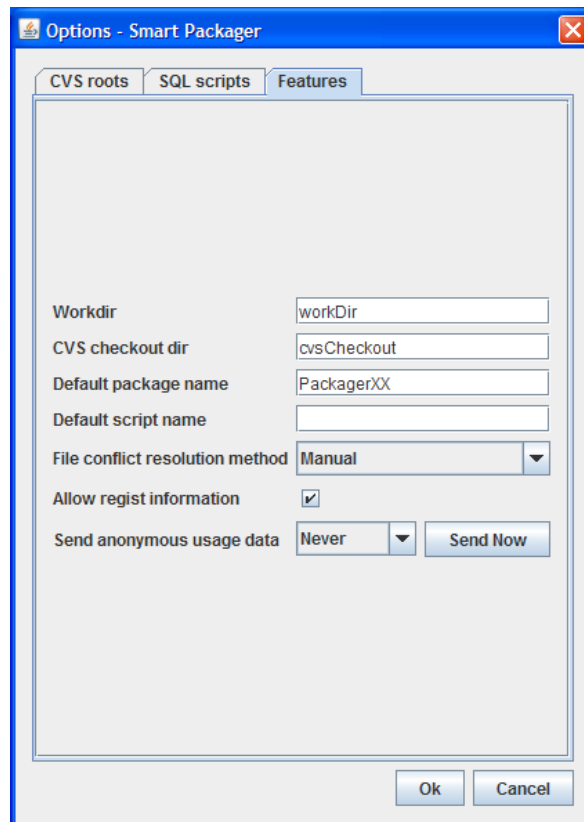 Options - Smart Packager
CVS roots SQL scripts Features
Workdir workDir
CVS checkout dir cvsCheckout
Default package name PackagerXX
Default script name
File conflict resolution method Manual
Allow regist information
Send anonymous usage data Never Send Now
Ok Cancel